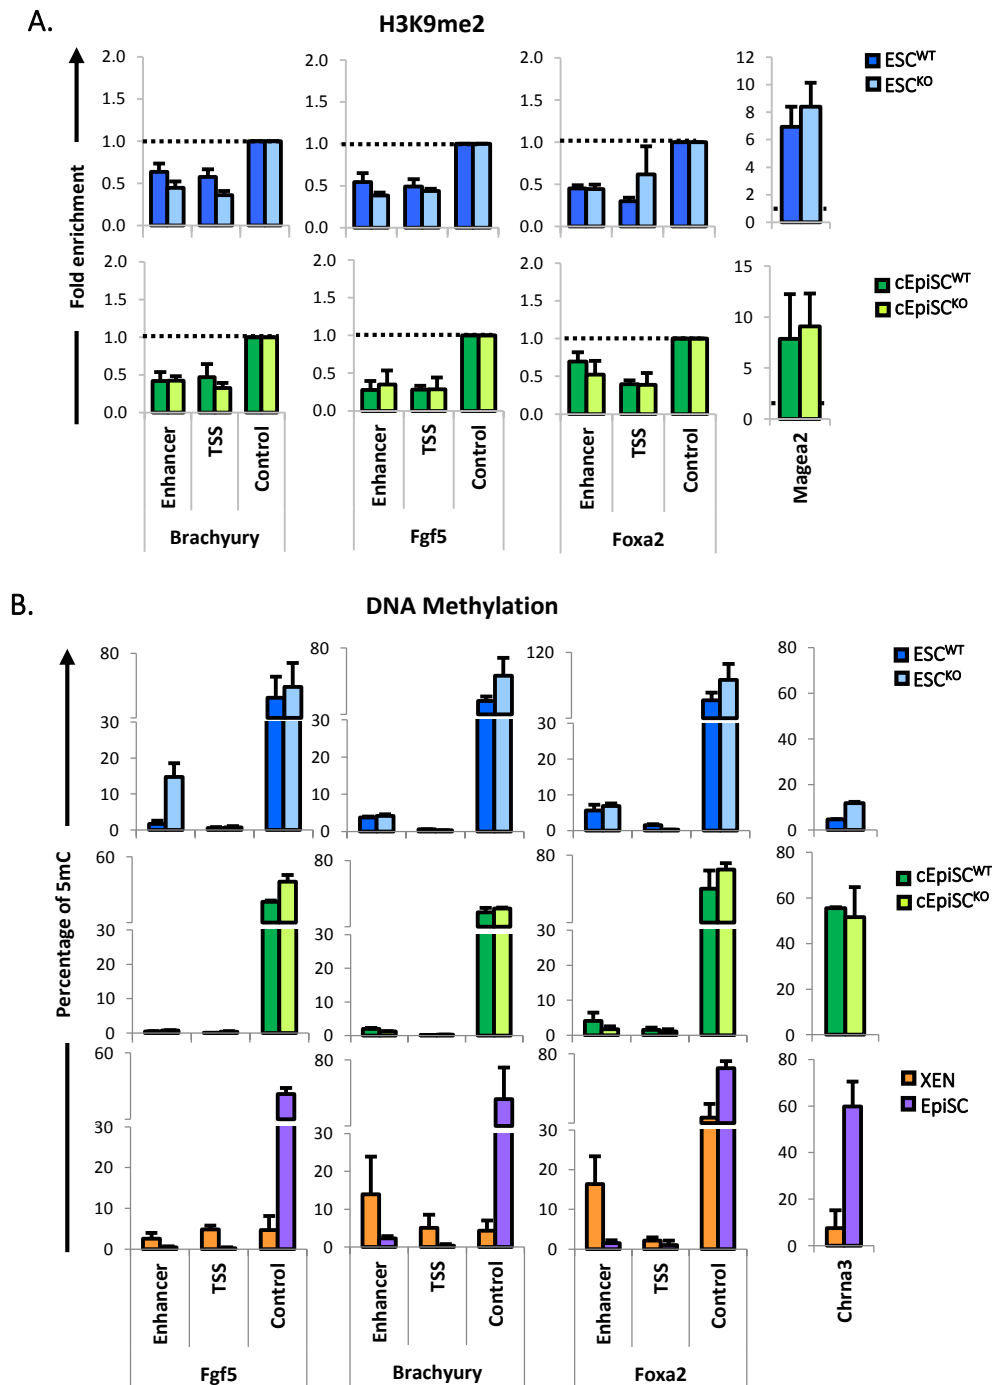 A.
H3K9me2
Fold enrichment
2.0
1.5
1.0
0.5
0.0
2.0
1.5
1.0
0.5
0.0
2.0
1.5
1.0
0.5
0.0
12
10
8
6
4
2
0
ESCWT
ESCKO
2.0
1.5
1.0
0.5
0.0
2.0
1.5
1.0
0.5
0.0
2.0
1.5
1.0
0.5
0.0
15
10
5
0
cEpiSCWT
cEpiSCKO
Enhancer
TSS
Control
Enhancer
TSS
Control
Enhancer
TSS
Control
Magea2
Brachyury
Fgf5
Foxa2
B.
DNA Methylation
Percentage of 5mC
80
30
20
10
0
80
30
20
10
0
120
30
20
10
0
80
60
40
20
0
ESCWT
ESCKO
60
30
20
10
0
80
30
20
10
0
80
30
20
10
0
80
60
40
20
0
cEpiSCWT
cEpiSCKO
60
30
20
10
0
80
30
20
10
0
80
30
20
10
0
80
60
40
20
0
XEN
EpiSC
Enhancer
TSS
Control
Enhancer
TSS
Control
Enhancer
TSS
Control
Chrna3
Fgf5
Brachyury
Foxa2